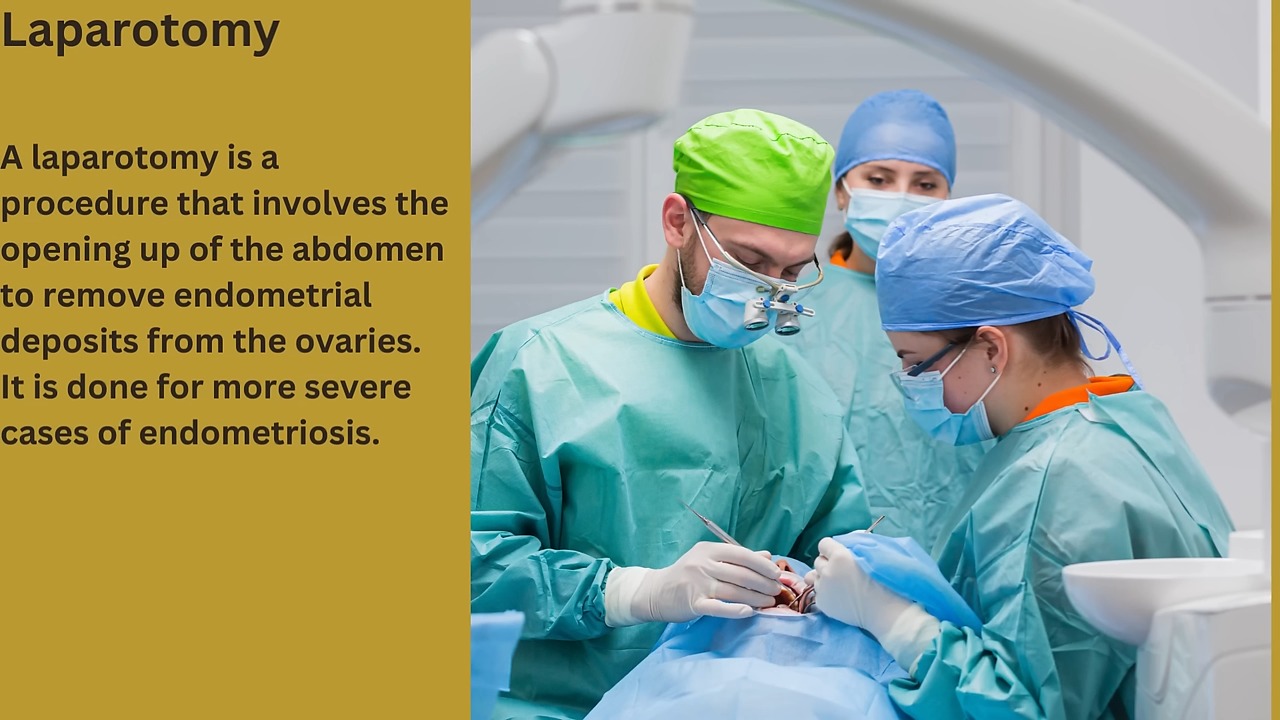 Laparotomy
A laparotomy is a
procedure that involves the
opening up of the abdomen
to remove endometrial
deposits from the ovaries.
It is done for more severe
cases of endometriosis.